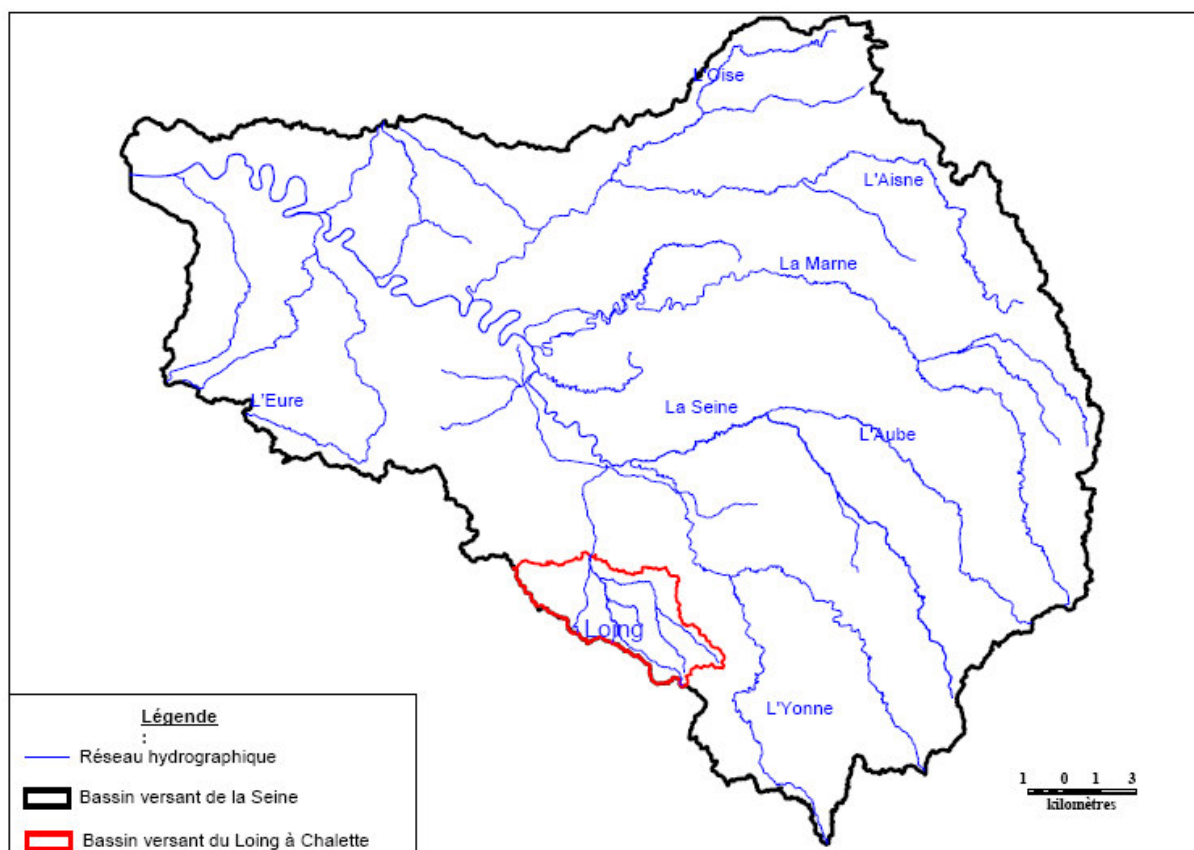 L'Oise
L'Aisne
La Marne
L'Eure
La Seine
L'Aube
Loing
L'Yonne
Légende
:
Réseau hydrographique
Bassin versant de la Seine
Bassin versant du Loing à Chalette
1 0 1 3
kilomètres